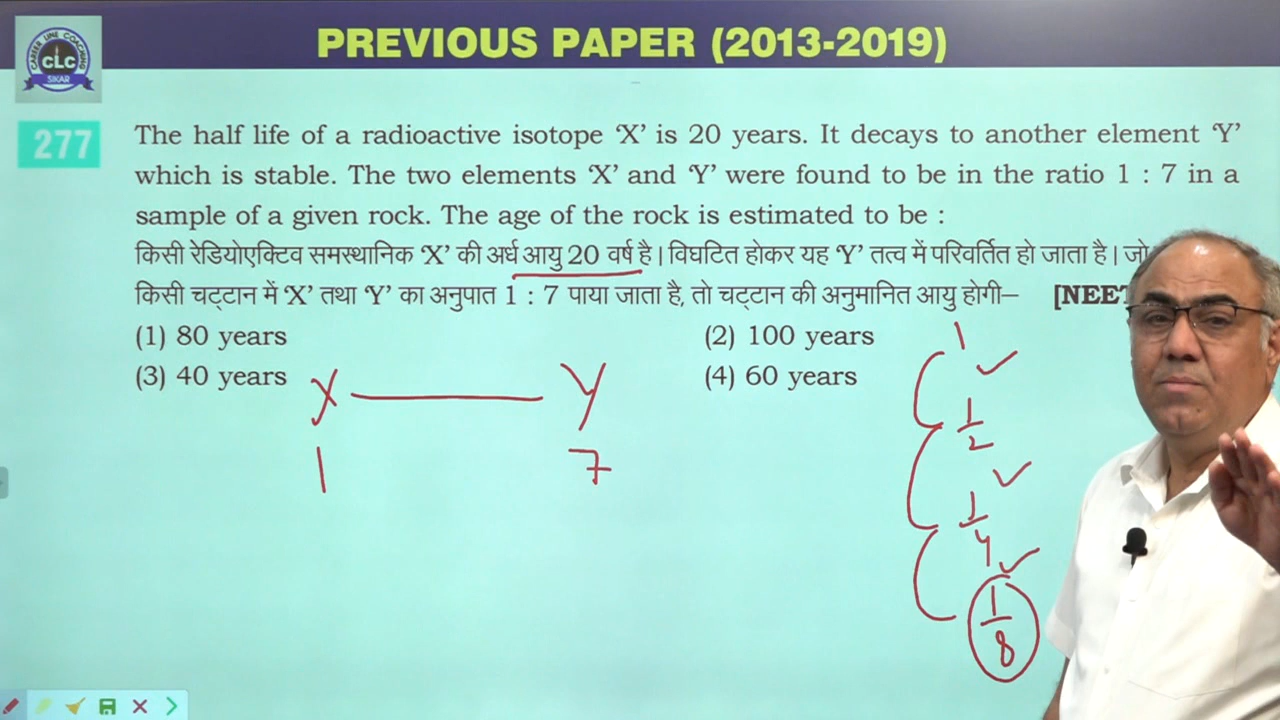 PREVIOUS PAPER (2013-2019)
CAREER LINE COACHING
CLC
SIKAR
277
The half life of a radioactive isotope ‘X’ is 20 years. It decays to another element ‘Y’
which is stable. The two elements ‘X’ and ‘Y’ were found to be in the ratio 1 : 7 in a
sample of a given rock. The age of the rock is estimated to be :
किसी रेडियोएक्टिव समस्थानिक ‘X’ की अर्ध आयु 20 वर्ष है। विघटित होकर यह ‘Y’ तत्व में परिवर्तित हो जाता है। जो
किसी चट्टान में ‘X’ तथा ‘Y’ का अनुपात 1 : 7 पाया जाता है, तो चट्टान की अनुमानित आयु होगी– [NEET
(1) 80 years (2) 100 years
(3) 40 years (4) 60 years
X Y
1 7
1
1/2
1/4
1/8